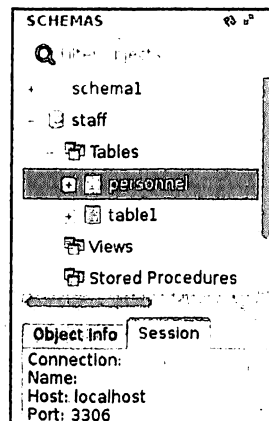 SCHEMAS
schema1
staff
Tables
personnel
table1
Views
Stored Procedures
Object Info Session
Connection:
Name:
Host: localhost
Port: 3306